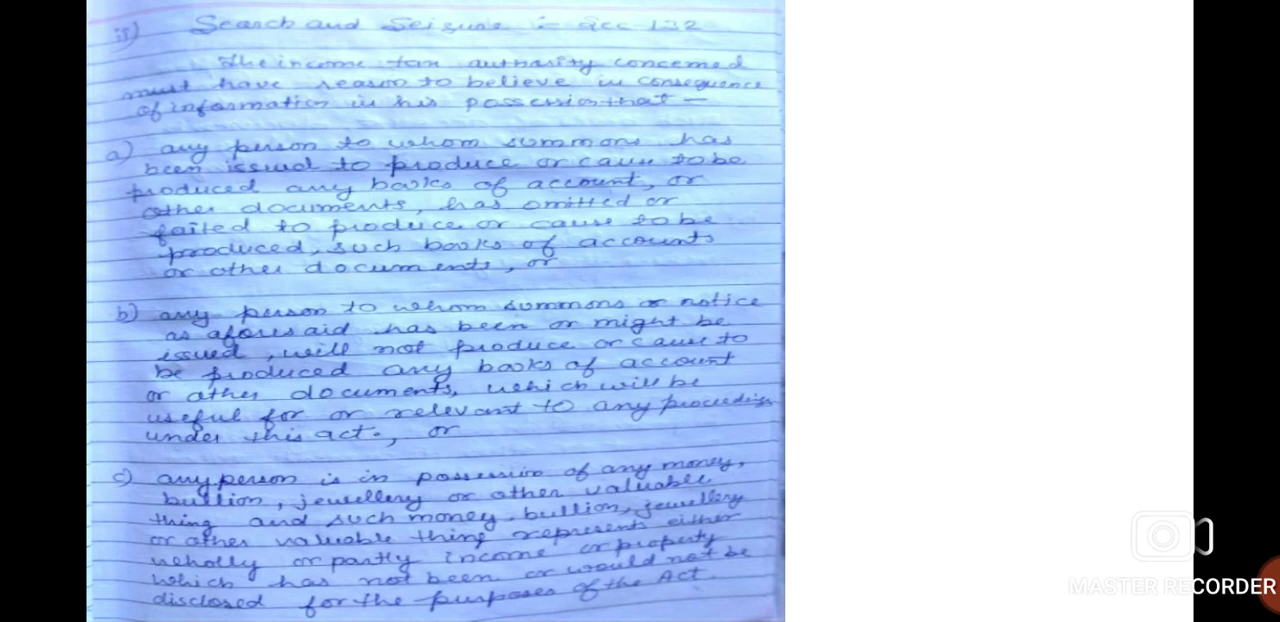 ii) Search and Seizure :- Sec 132
The income tax authority concerned
must have reason to believe in consequence
of information in his possession that —
a) any person to whom summons has
been issued to produce or cause to be
produced any books of account, or
other documents, has omitted or
failed to produce or cause to be
produced, such books of accounts
or other documents, or
b) any person to whom summons or notice
as aforesaid has been or might be
issued, will not produce or cause to
be produced any books of account
or other documents, which will be
useful for or relevant to any proceedings
under this act., or
c) any person is in possession of any money,
bullion, jewellery or other valuable
thing and such money, bullion, jewellery
or other valuable thing represents either
wholly or partly income or property
which has not been or would not be
disclosed for the purposes of the Act.
MASTER RECORDER